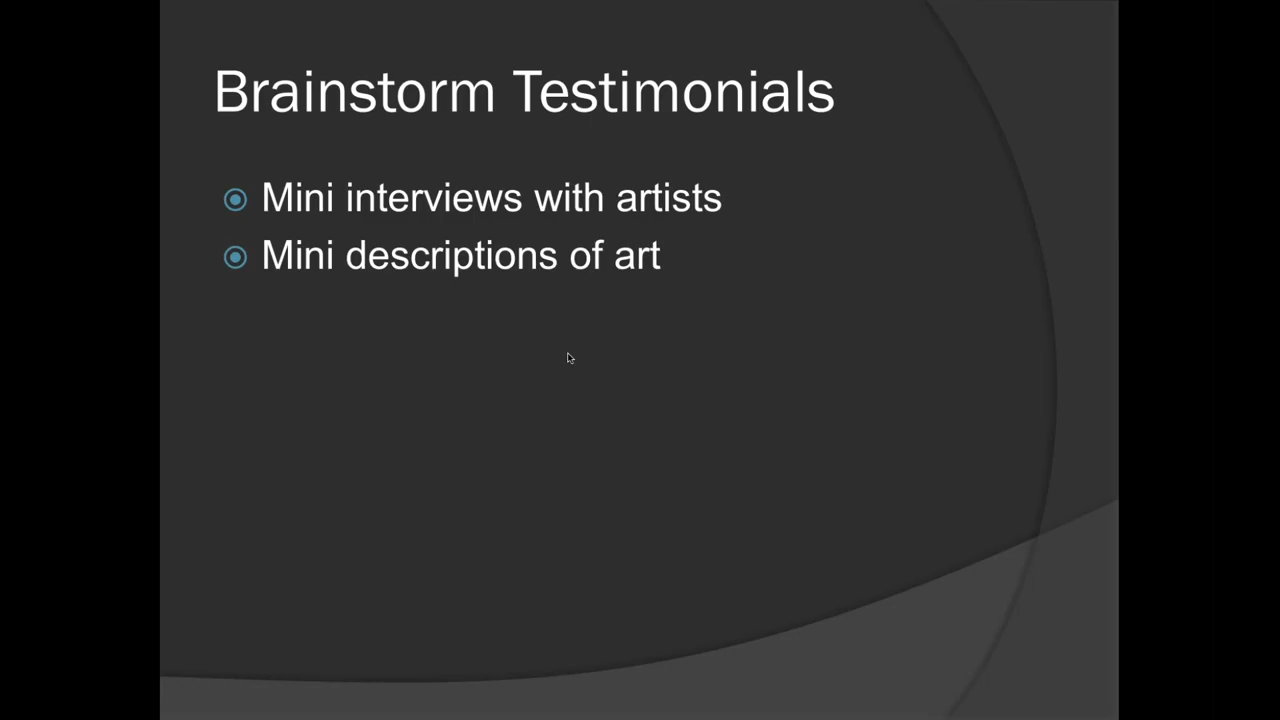 Brainstorm Testimonials
Mini interviews with artists
Mini descriptions of art